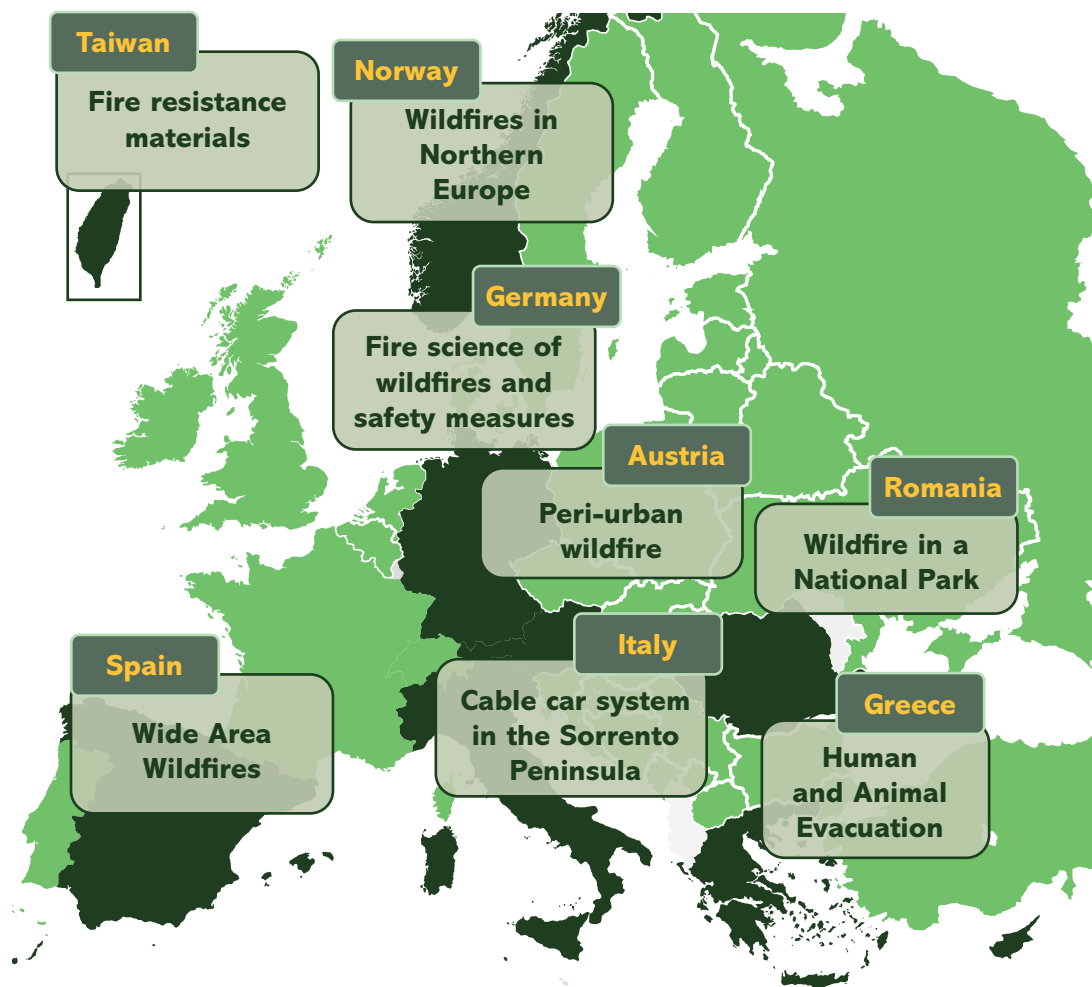 Taiwan
Fire resistance
materials
Norway
Wildfires in
Northern
Europe
Germany
Fire science of
wildfires and
safety measures
Austria
Peri-urban
wildfire
Romania
Wildfire in a
National Park
Italy
Cable car system
in the Sorrento
Peninsula
Spain
Wide Area
Wildfires
Greece
Human
and Animal
Evacuation